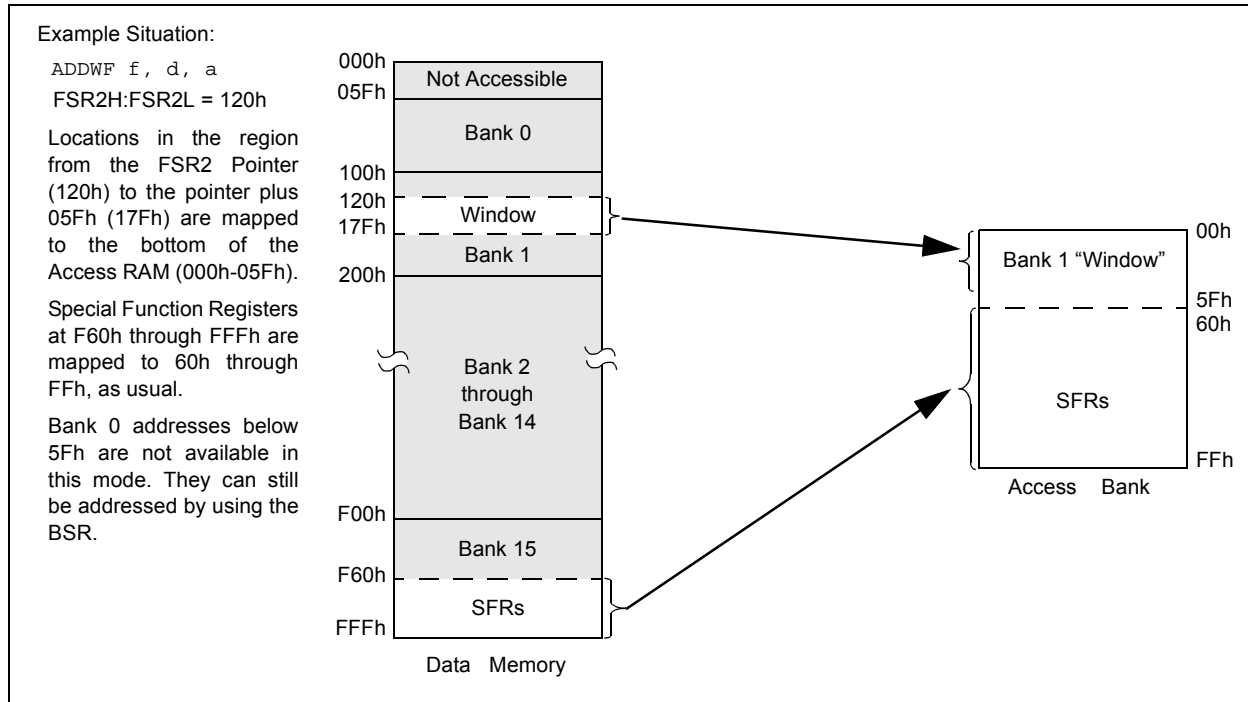 Example Situation:
ADDWF f, d, a
FSR2H:FSR2L = 120h
Locations in the region
from the FSR2 Pointer
(120h) to the pointer plus
05Fh (17Fh) are mapped
to the bottom of the
Access RAM (000h-05Fh).
Special Function Registers
at F60h through FFFh are
mapped to 60h through
FFh, as usual.
Bank 0 addresses below
5Fh are not available in
this mode. They can still
be addressed by using the
BSR.
000h
Not Accessible
05Fh
Bank 0
100h
120h
Window
17Fh
Bank 1
200h
Bank 2
through
Bank 14
F00h
Bank 15
F60h
SFRs
FFFh
Data Memory
00h
Bank 1 “Window”
5Fh
60h
SFRs
FFh
Access Bank